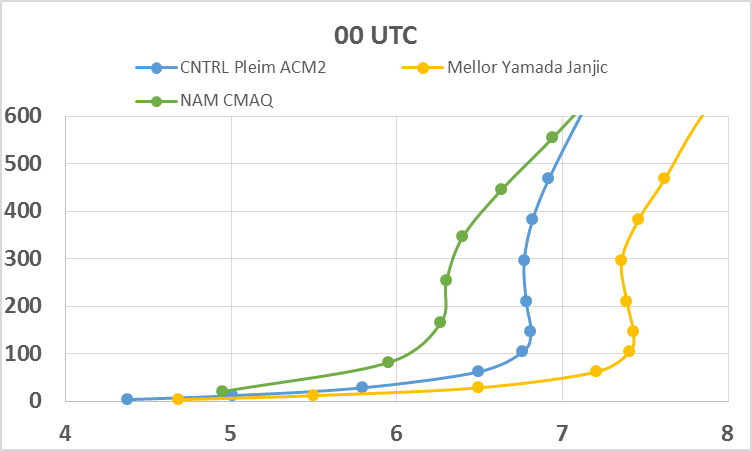 00 UTC
CNTRL Pleim ACM2
Mellor Yamada Janjic
NAM CMAQ
600
500
400
300
200
100
0
4 5 6 7 8